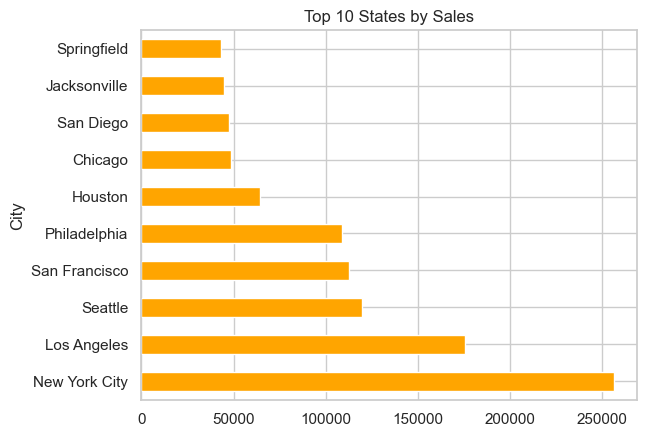 Top 10 States by Sales
Springfield
Jacksonville
San Diego
Chicago
Houston
Philadelphia
San Francisco
Seattle
Los Angeles
New York City
City
0 50000 100000 150000 200000 250000